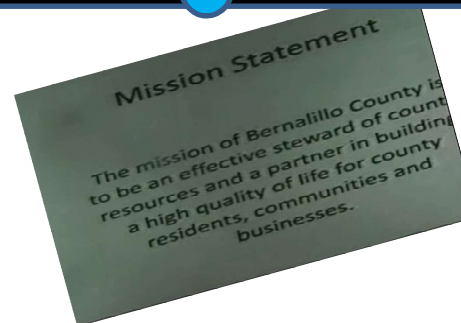 Mission Statement
The mission of Bernalillo County is
to be an effective steward of count
resources and a partner in building
a high quality of life for county
residents, communities and
businesses.